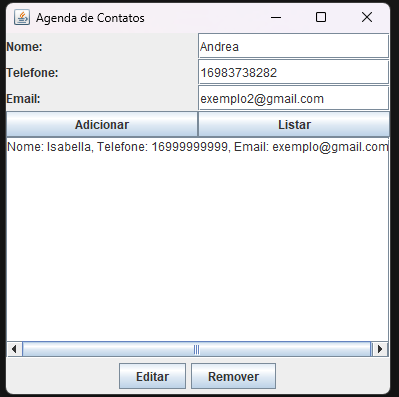 Agenda de Contatos
Nome: Andrea
Telefone: 16983738282
Email: exemplo2@gmail.com
Adicionar Listar
Nome: Isabella, Telefone: 16999999999, Email: exemplo@gmail.com
Editar Remover